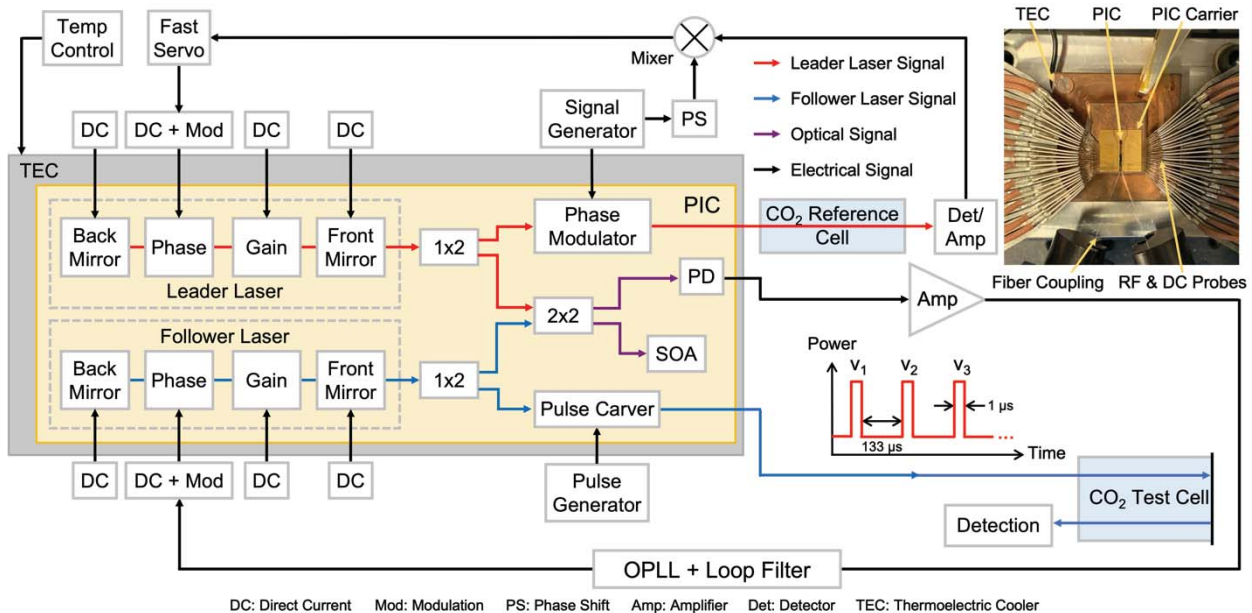 Temp
Control
Fast
Servo
Mixer
Signal
Generator
PS
Leader Laser Signal
Follower Laser Signal
Optical Signal
Electrical Signal
TEC
PIC
PIC Carrier
Fiber Coupling
RF & DC Probes
DC
DC + Mod
DC
DC
TEC
PIC
Back
Mirror
Phase
Gain
Front
Mirror
Leader Laser
1x2
Phase
Modulator
CO₂ Reference
Cell
Det/
Amp
PD
2x2
SOA
Amp
Follower Laser
Back
Mirror
Phase
Gain
Front
Mirror
1x2
Pulse Carver
Power
V₁
V₂
V₃
1 μs
133 μs
Time
DC
DC + Mod
DC
DC
Pulse
Generator
CO₂ Test Cell
Detection
OPLL + Loop Filter
DC: Direct Current Mod: Modulation PS: Phase Shift Amp: Amplifier Det: Detector TEC: Thermoelectric Cooler